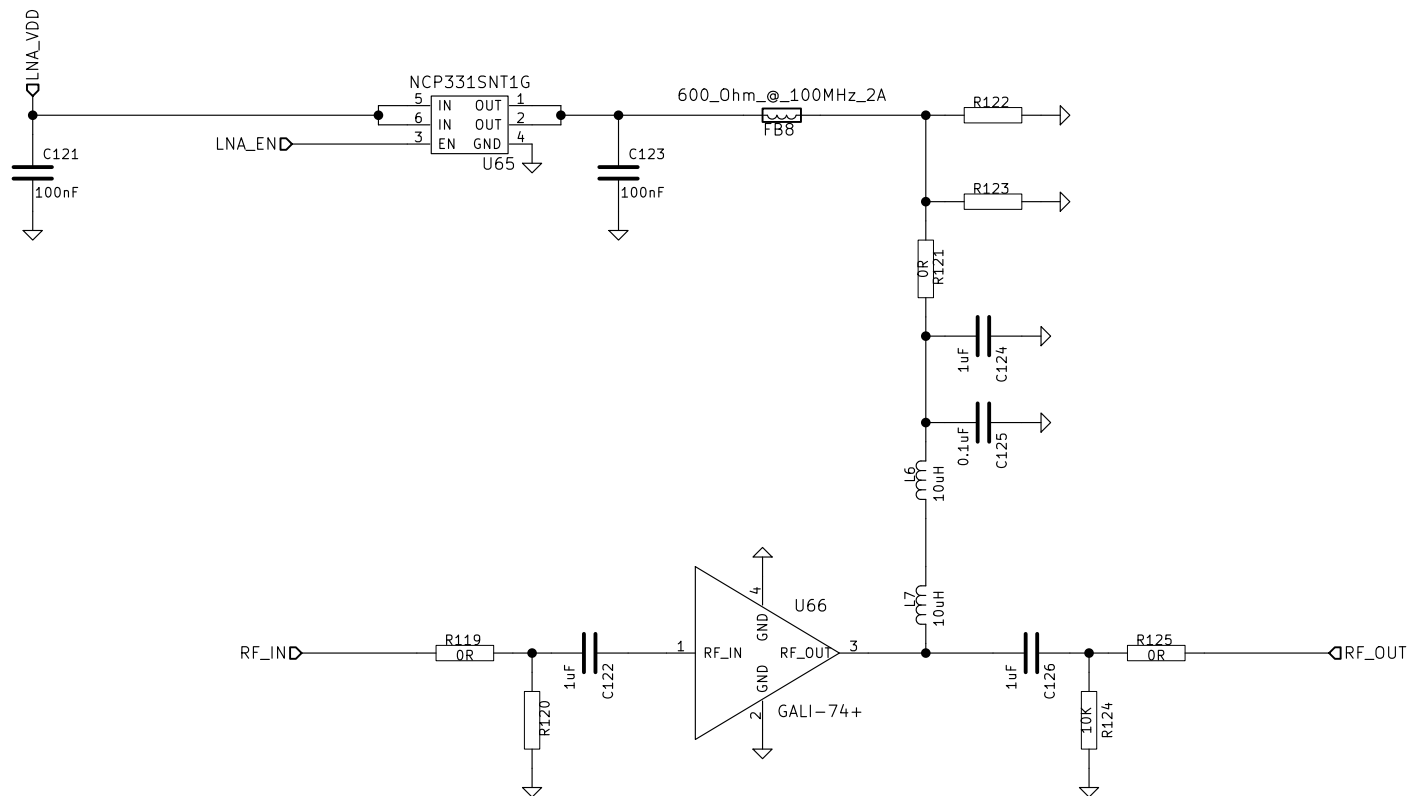 LNA_VDD
NCP331SNT1G
5 IN OUT 1
6 IN OUT 2
3 EN GND 4
U65
LNA_EN
C121
100nF
C123
100nF
600_Ohm_@_100MHz_2A
FB8
R122
R123
0R
R121
1uF
C124
0.1uF
C125
L6
10uH
L7
10uH
U66
4
GND
1
RF_IN
RF_OUT
3
GND
2
GALI-74+
RF_IN
R119
0R
R120
1uF
C122
1uF
C126
R125
0R
10K
R124
RF_OUT